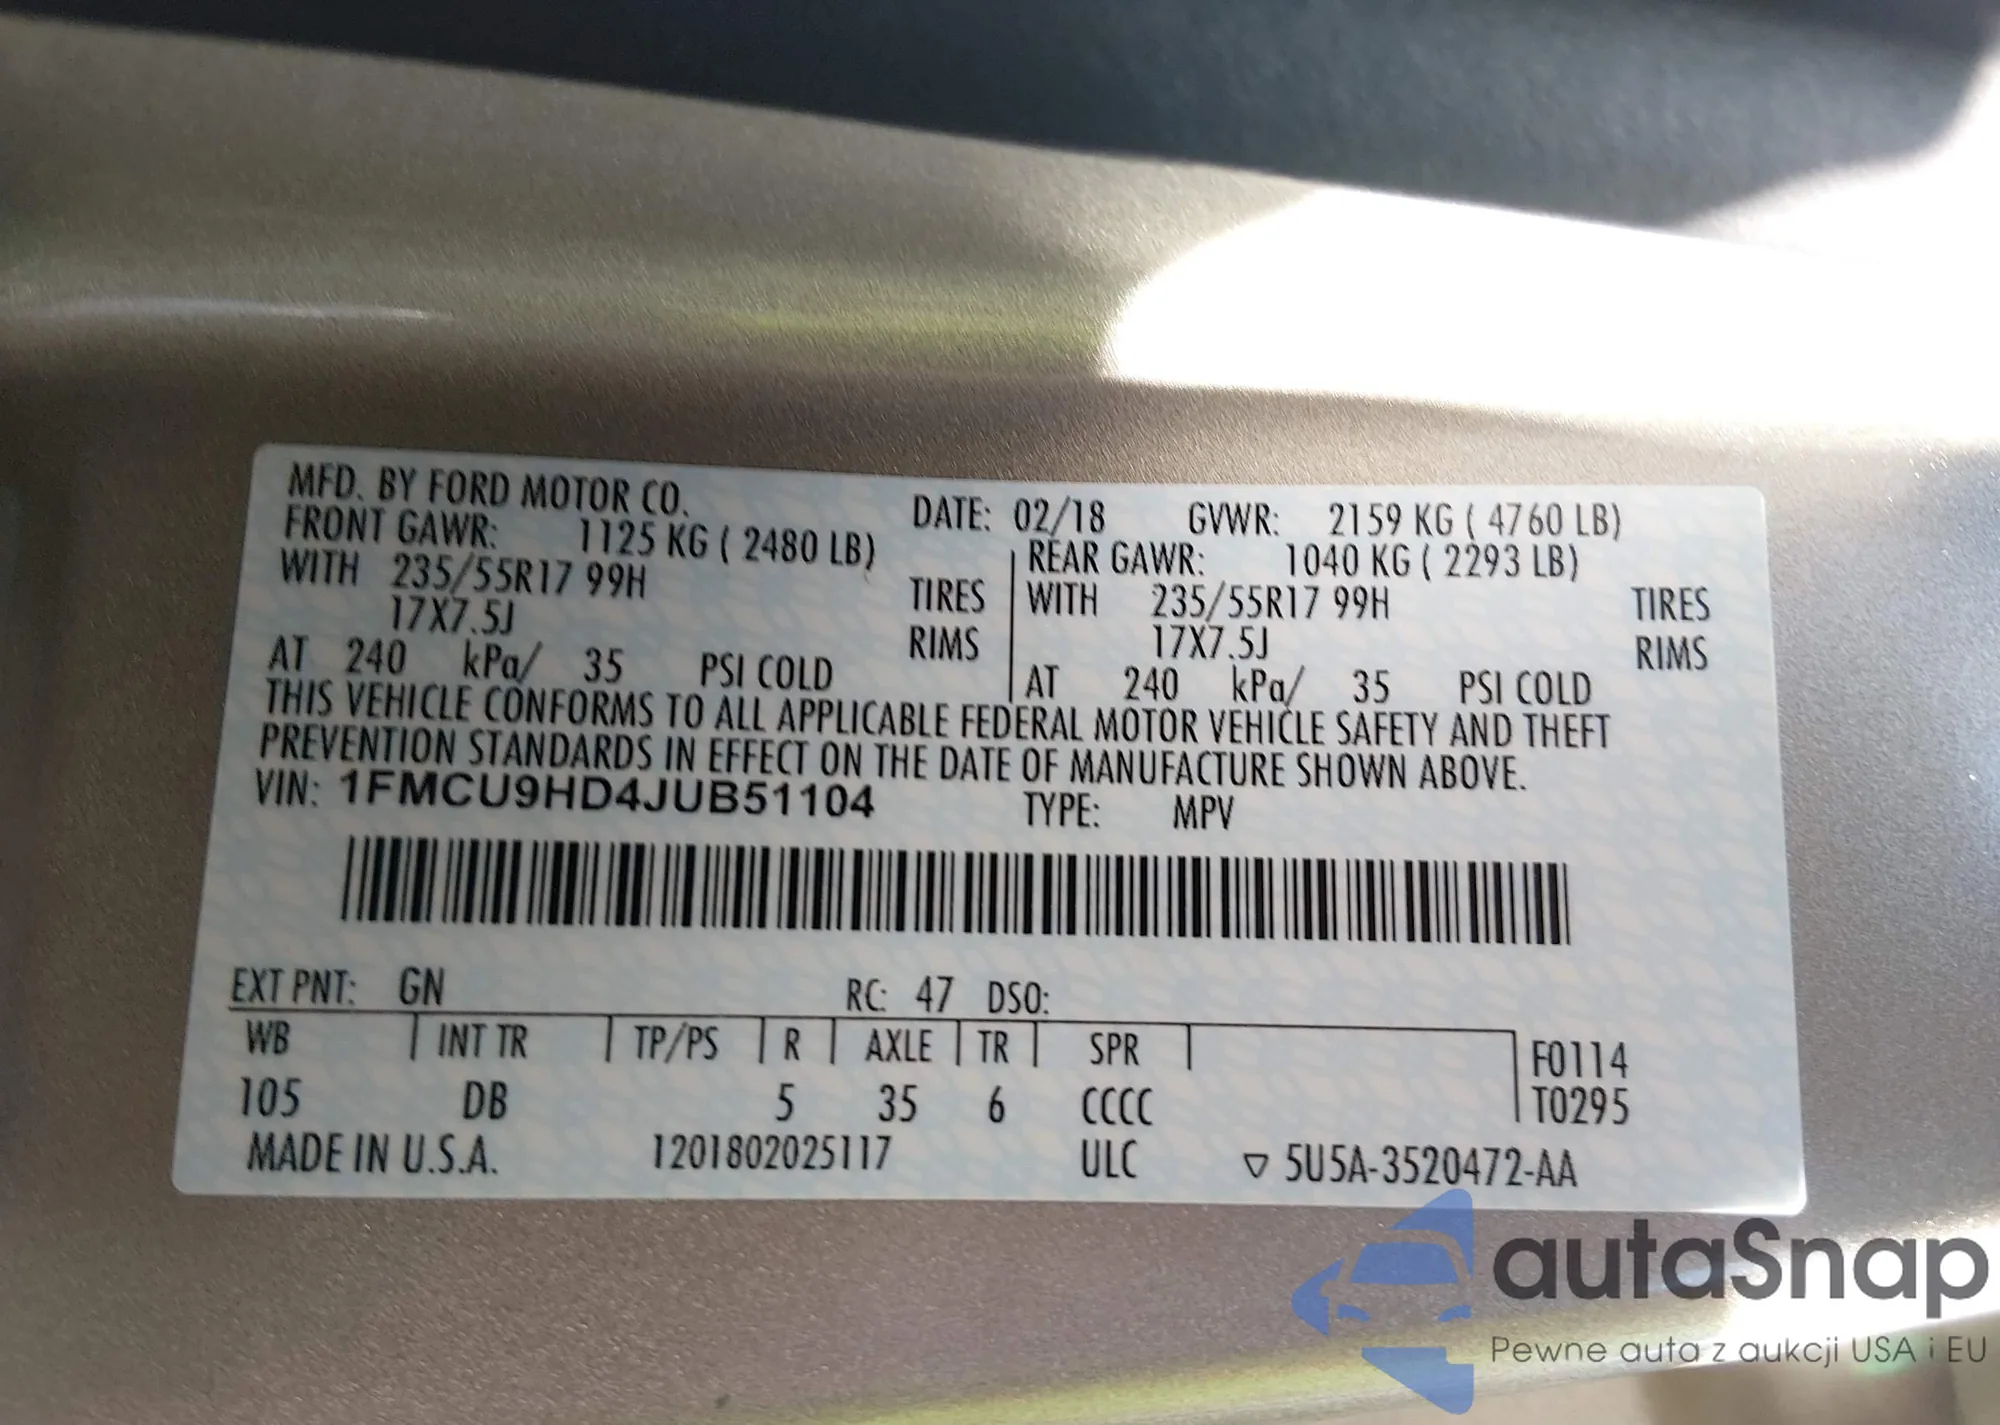 MFD. BY FORD MOTOR CO. DATE: 02/18 GVWR: 2159 KG ( 4760 LB)
FRONT GAWR: 1125 KG ( 2480 LB) REAR GAWR: 1040 KG ( 2293 LB)
WITH 235/55R17 99H TIRES WITH 235/55R17 99H TIRES
17X7.5J RIMS 17X7.5J RIMS
AT 240 kPa/ 35 PSI COLD AT 240 kPa/ 35 PSI COLD
THIS VEHICLE CONFORMS TO ALL APPLICABLE FEDERAL MOTOR VEHICLE SAFETY AND THEFT
PREVENTION STANDARDS IN EFFECT ON THE DATE OF MANUFACTURE SHOWN ABOVE.
VIN: 1FMCU9HD4JUB51104 TYPE: MPV
EXT PNT: GN RC: 47 DSO:
WB INT TR TP/PS R AXLE TR SPR F0114
105 DB 5 35 6 CCCC T0295
MADE IN U.S.A. 1201802025117 ULC ▽ 5U5A-3520472-AA
autaSnap
Pewne auta z aukcji USA i EU